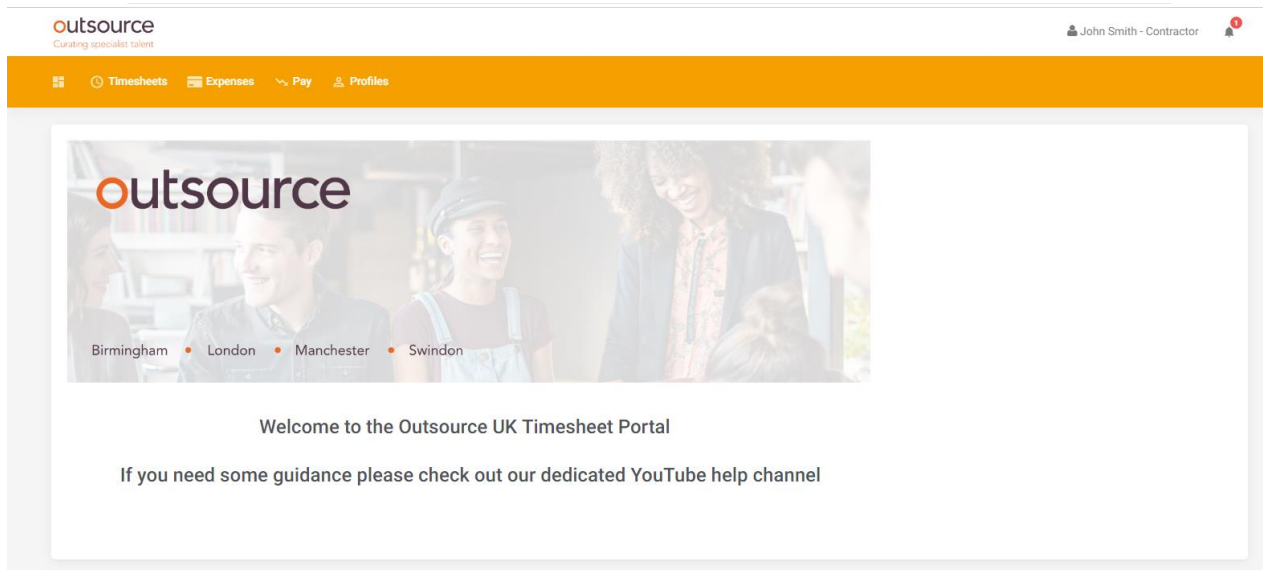 outsource
Curating specialist talent
John Smith - Contractor
1
Timesheets Expenses Pay Profiles
outsource
Birmingham • London • Manchester • Swindon
Welcome to the Outsource UK Timesheet Portal
If you need some guidance please check out our dedicated YouTube help channel